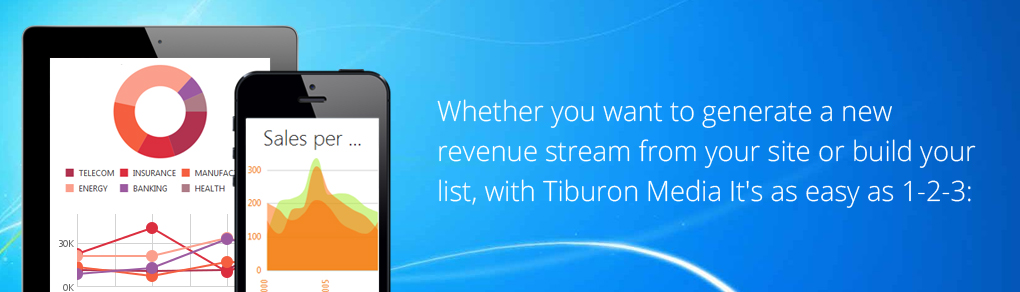 Whether you want to generate a new
revenue stream from your site or build your
list, with Tiburon Media It's as easy as 1-2-3:
Sales per ...
300
200
100
0
TELECOM INSURANCE MANUFAC
ENERGY BANKING HEALTH
30K
0K